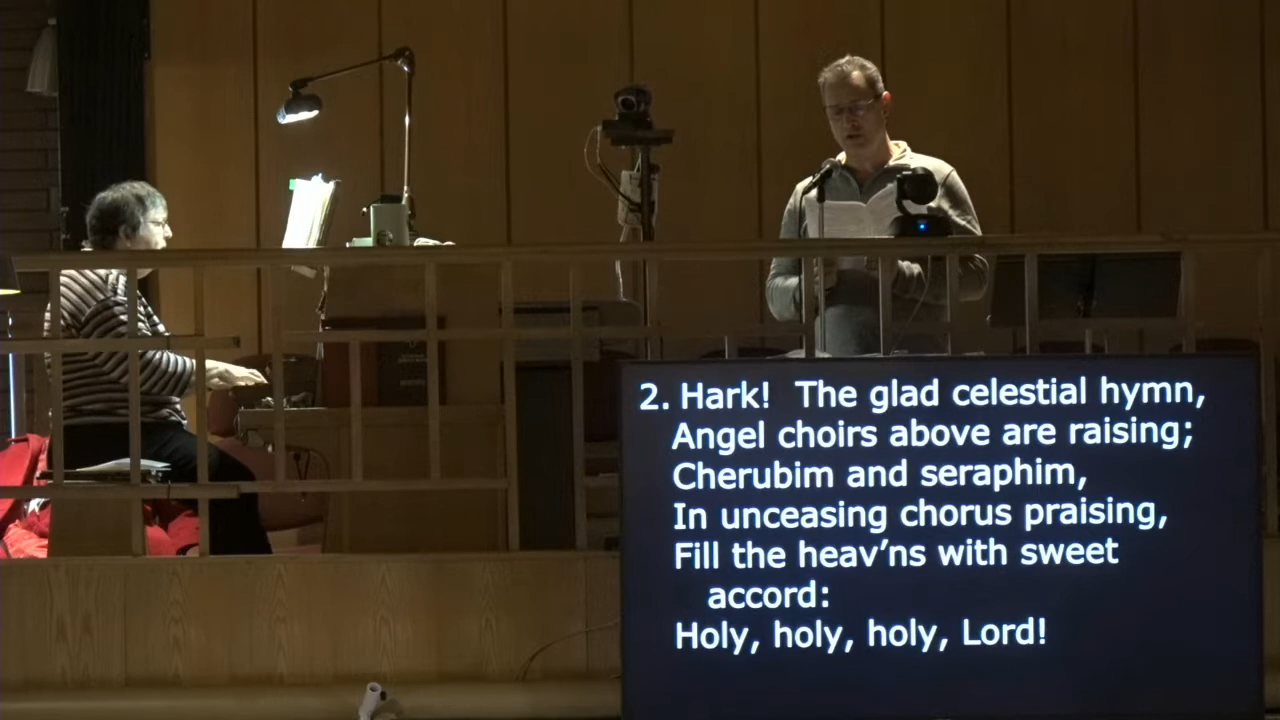 2. Hark! The glad celestial hymn,
Angel choirs above are raising;
Cherubim and seraphim,
In unceasing chorus praising,
Fill the heav’ns with sweet
accord:
Holy, holy, holy, Lord!